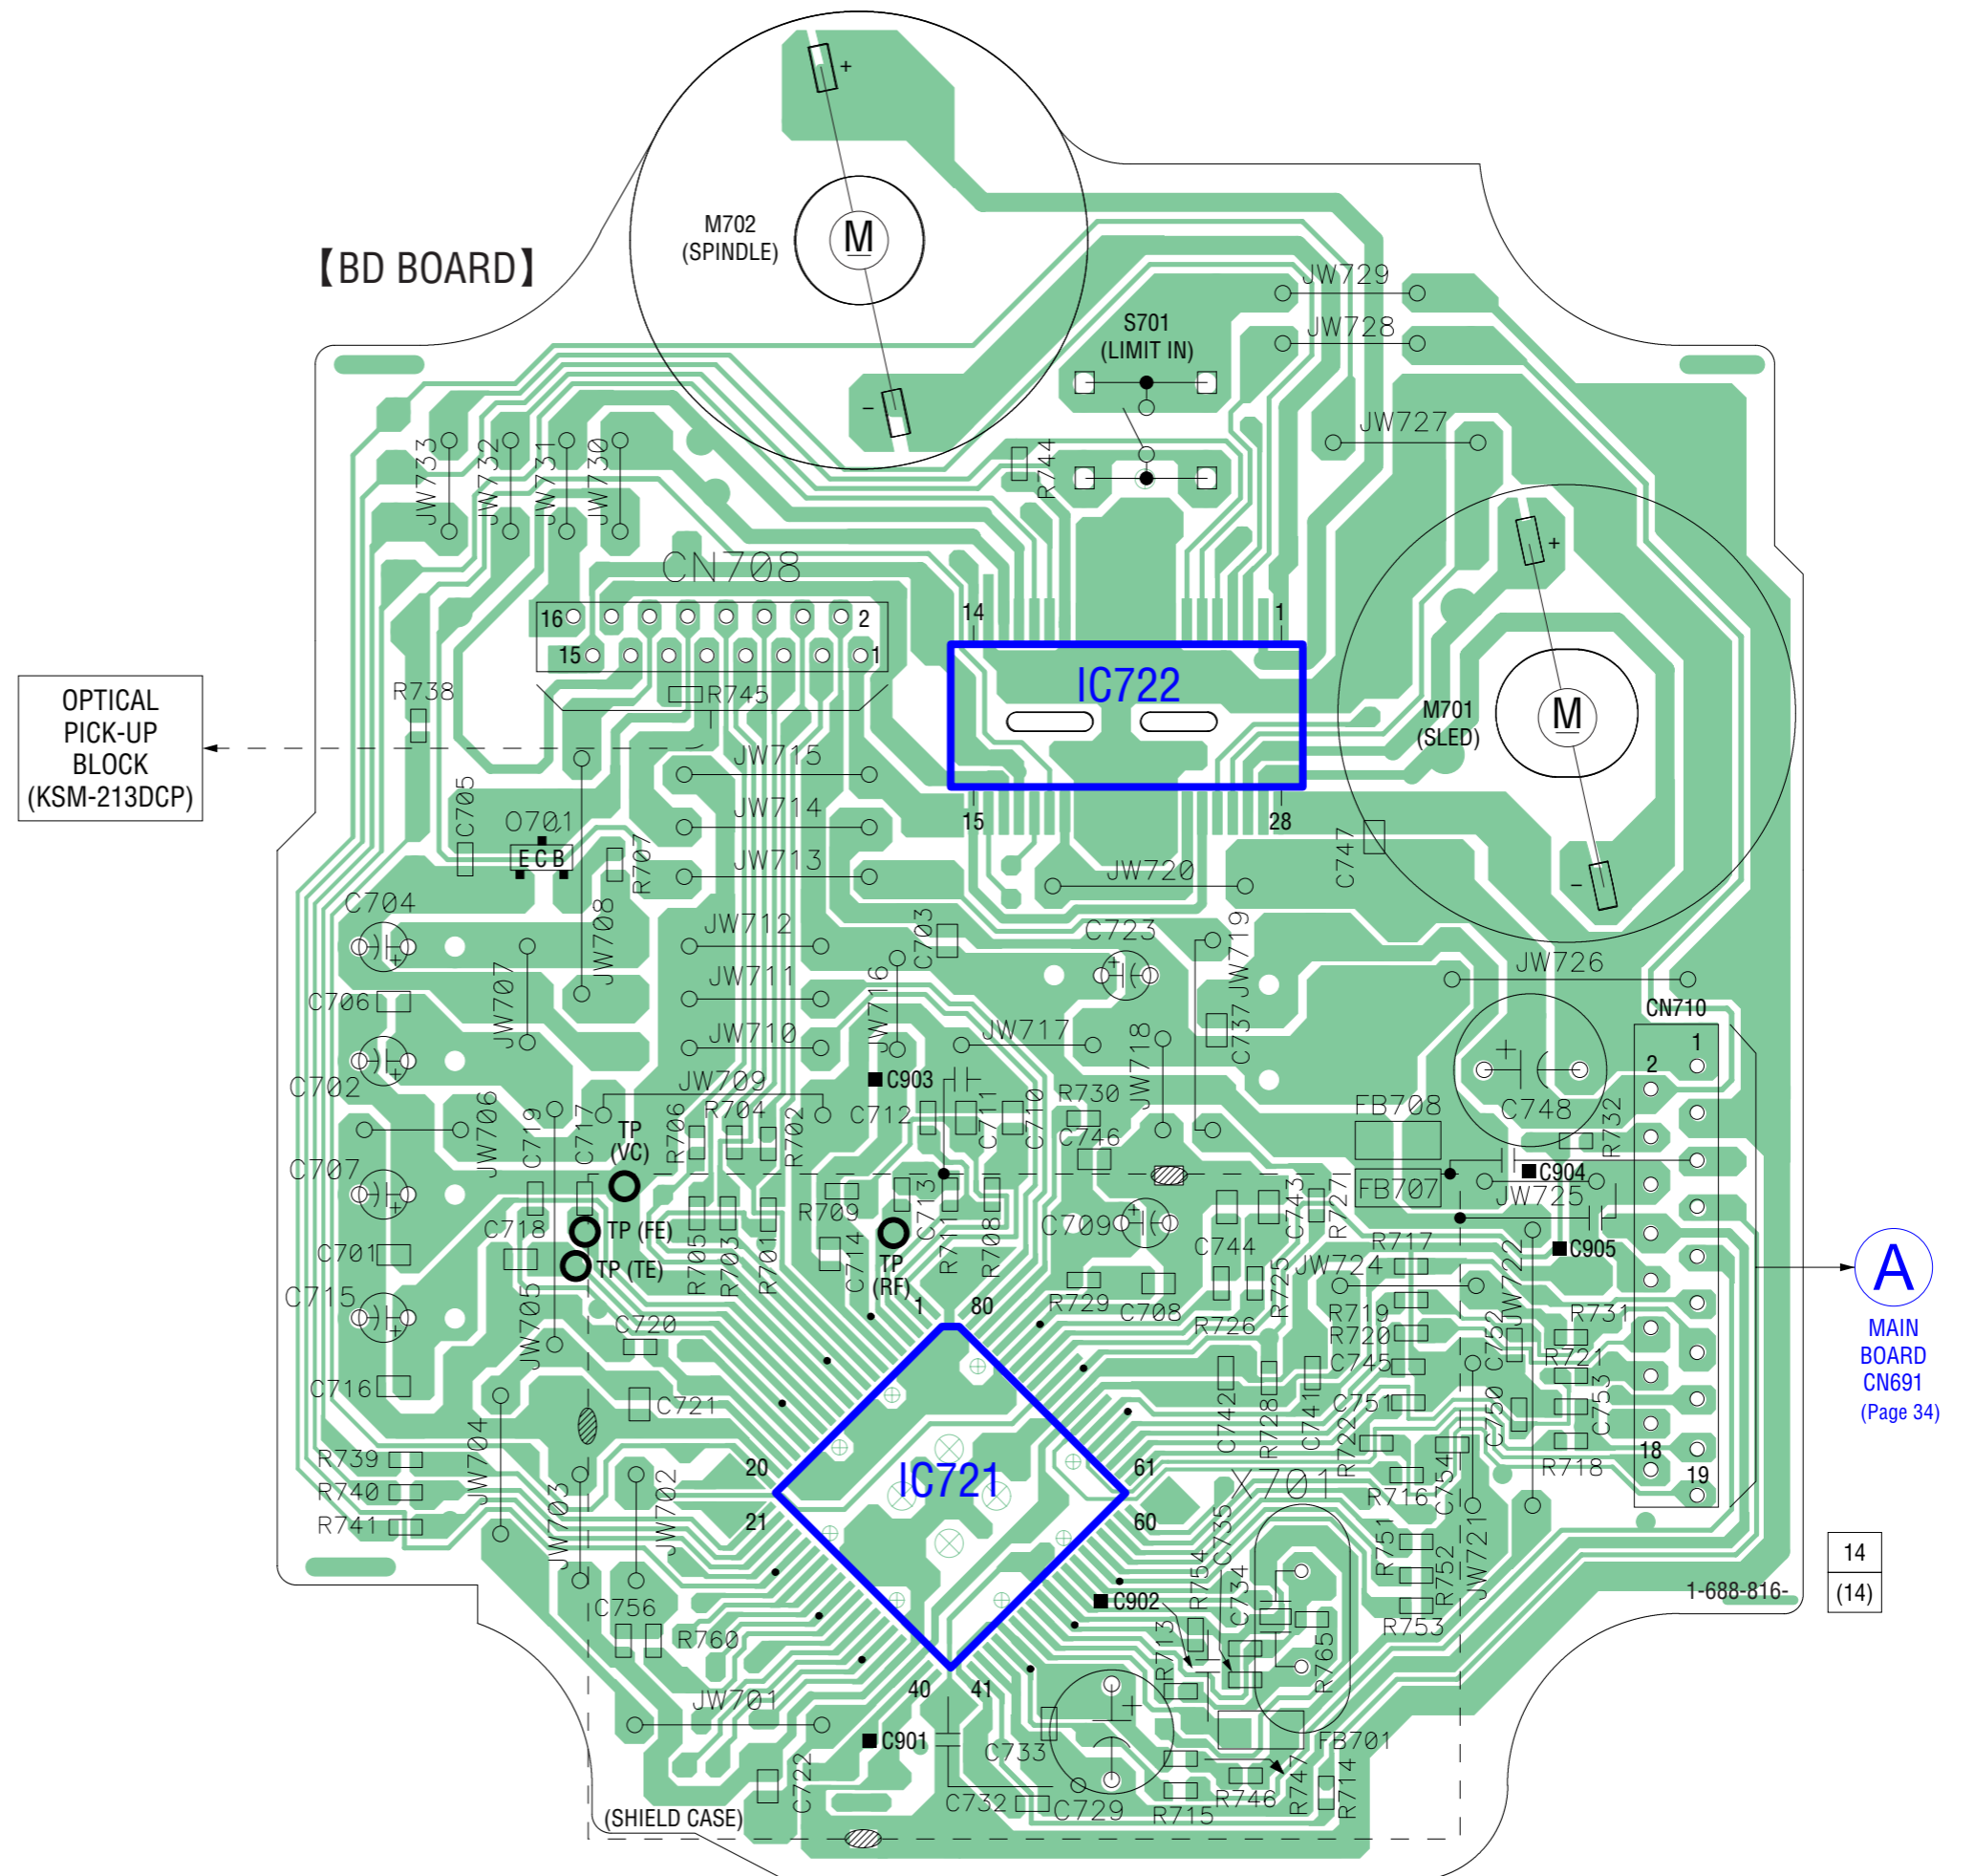 【BD BOARD】
M702
(SPINDLE)
+
M
-
JW729
JW728
S701
(LIMIT IN)
JW727
JW733
JW732
JW731
JW730
R744
CN708
16
2
15
1
14
1
IC722
15
28
+
M701
(SLED)
M
-
OPTICAL
PICK-UP
BLOCK
(KSM-213DCP)
R738
R745
JW715
JW714
JW713
C705
Q701
E C B
R707
JW720
C747
C704
JW708
JW712
C703
C723
JW719
C706
JW707
JW711
JW716
JW726
JW710
JW717
JW718
C737
CN710
1
2
C702
JW709
C903
R730
FB708
C748
R732
JW706
C719
C717
TP
(VC)
R706
R704
R702
C712
C711
C710
C746
C707
FB707
C904
JW725
C718
TP (FE)
TP (TE)
R705
R703
R701
R709
C714
C713
TP
(RF)
R711
R708
C709
C744
C743
R727
R717
C905
C701
C715
JW705
C720
1
80
R729
C708
R726
R725
JW724
R719
R720
JW722
C752
R731
R721
C716
C721
C742
R728
C741
C745
C751
C750
C753
JW704
R739
R740
R741
20
21
IC721
61
60
R722
C754
R718
18
19
X701
R716
JW703
JW702
C735
R754
C734
R751
R752
JW721
R753
C756
R760
C902
R713
R765
JW701
40
41
C901
C733
FB701
C722
C732
C729
R715
R746
R747
R714
(SHIELD CASE)
A
MAIN
BOARD
CN691
(Page 34)
14
(14)
1-688-816-